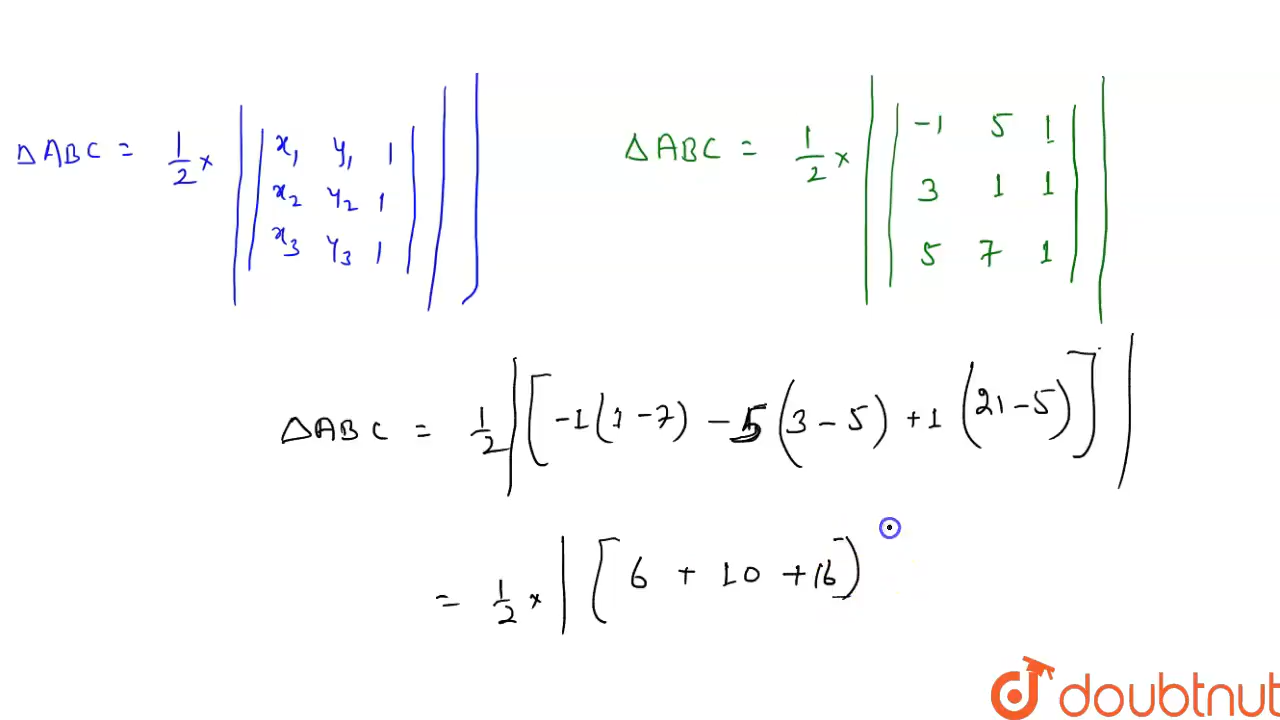 ΔABC = 1/2 × | | x₁ y₁ 1 | |
| x₂ y₂ 1 |
| x₃ y₃ 1 |
ΔABC = 1/2 × | | -1 5 1 | |
| 3 1 1 |
| 5 7 1 |
ΔABC = 1/2 | [ -1 (1 - 7) - 5 (3 - 5) + 1 (21 - 5) ] |
= 1/2 × | [ 6 + 10 + 16 ]
doubtnut